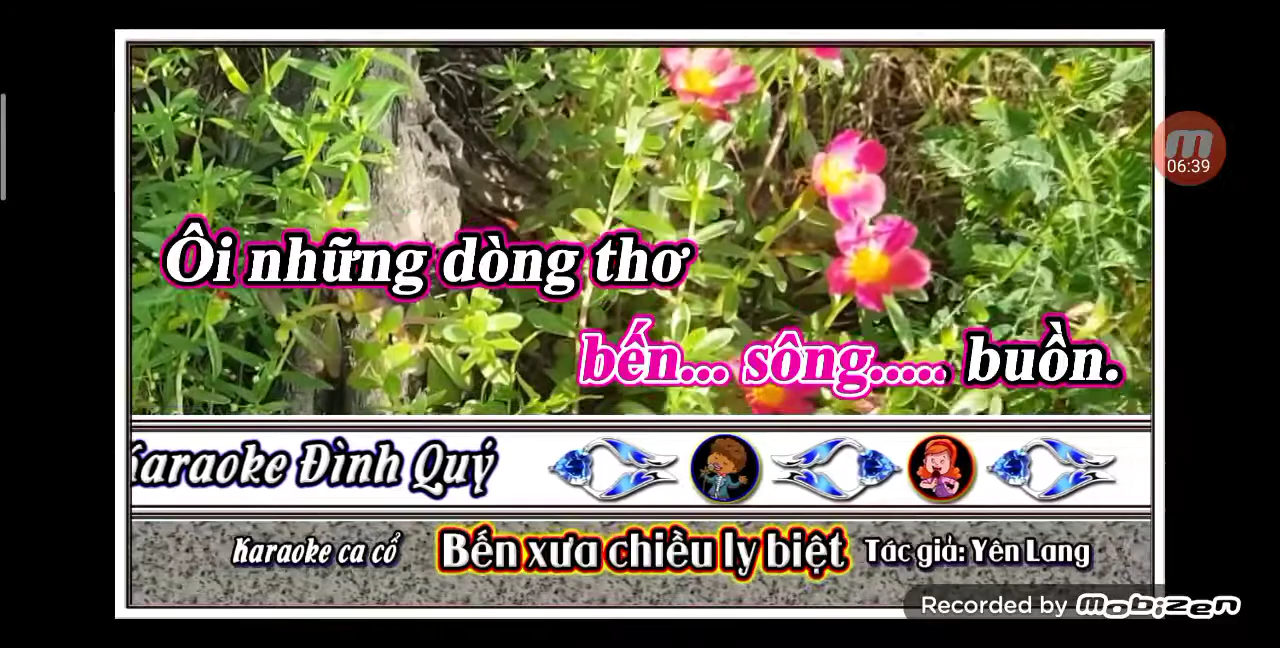 06:39
Ôi những dòng thơ
bến... sông..... buồn.
Karaoke Đình Quý
Karaoke ca cổ Bến xưa chiều ly biệt Tác giả: Yên Lang
Recorded by Mobizen